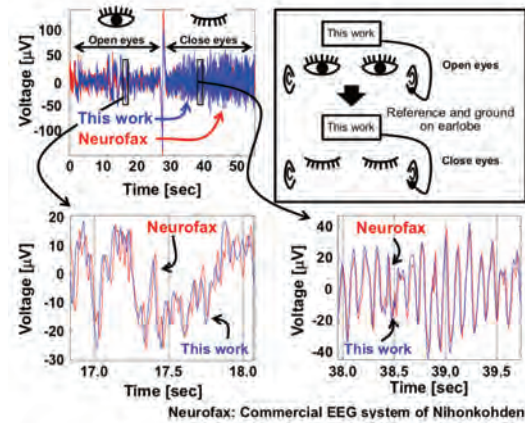 Open eyes
Close eyes
Voltage [μV]
100
50
0
-50
-100
This work
Neurofax
0
10
20
30
40
50
Time [sec]
This work
Open eyes
Reference and ground
on earlobe
This work
Close eyes
Voltage [μV]
20
10
0
-10
-20
-30
Neurofax
This work
17.0
17.5
18.0
Time [sec]
Voltage [μV]
40
20
0
-20
-40
Neurofax
This work
38.0
38.5
39.0
39.5
Time [sec]
Neurofax: Commercial EEG system of Nihonkohden